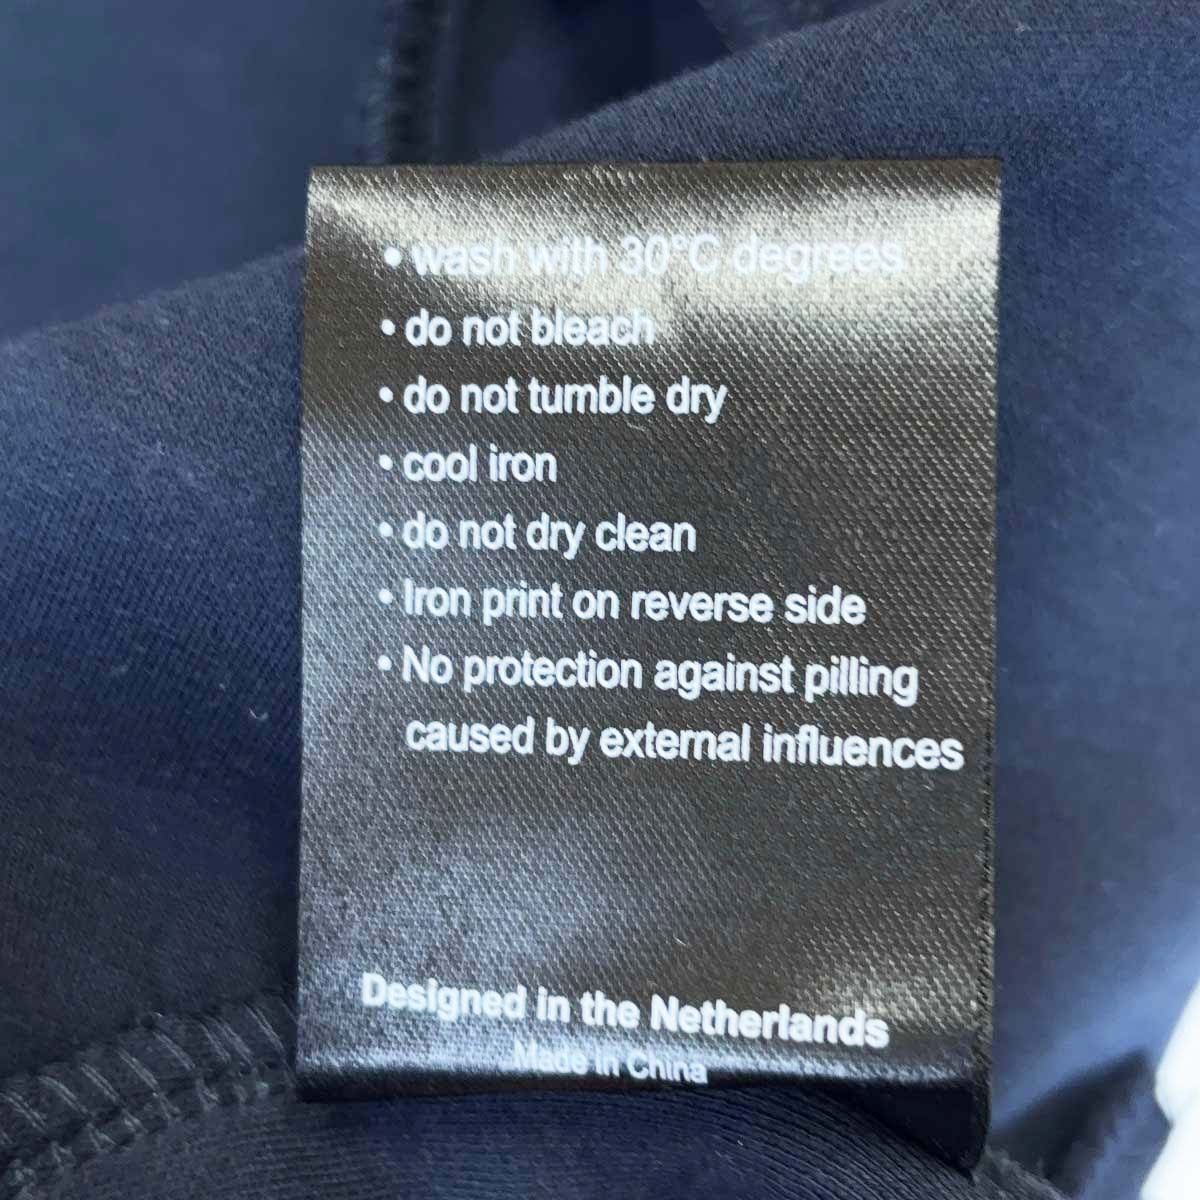 • wash with 30°C degrees.
• do not bleach
• do not tumble dry
• cool iron
• do not dry clean
• Iron print on reverse side
• No protection against pilling
caused by external influences
Designed in the Netherlands
Made in China